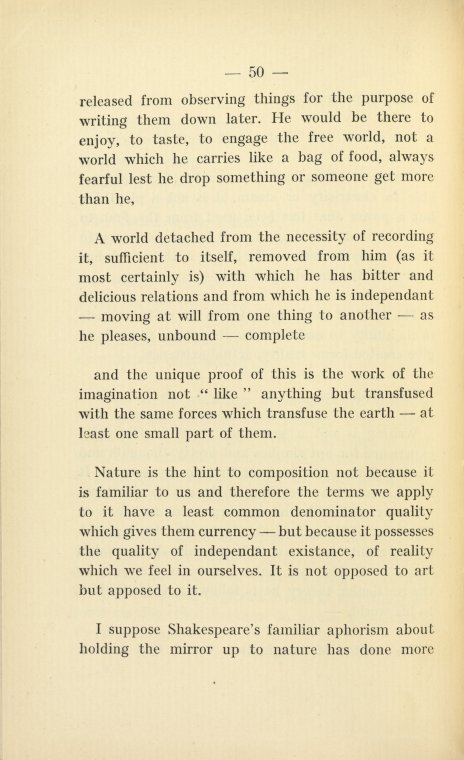 — 50 —
released from observing things for the purpose of
writing them down later. He would be there to
enjoy, to taste, to engage the free world, not a
world which he carries like a bag of food, always
fearful lest he drop something or someone get more
than he,
A world detached from the necessity of recording
it, sufficient to itself, removed from him (as it
most certainly is) with which he has bitter and
delicious relations and from which he is independant
— moving at will from one thing to another — as
he pleases, unbound — complete
and the unique proof of this is the work of the
imagination not “ like ” anything but transfused
with the same forces which transfuse the earth — at
least one small part of them.
Nature is the hint to composition not because it
is familiar to us and therefore the terms we apply
to it have a least common denominator quality
which gives them currency — but because it possesses
the quality of independant existance, of reality
which we feel in ourselves. It is not opposed to art
but apposed to it.
I suppose Shakespeare’s familiar aphorism about
holding the mirror up to nature has done more